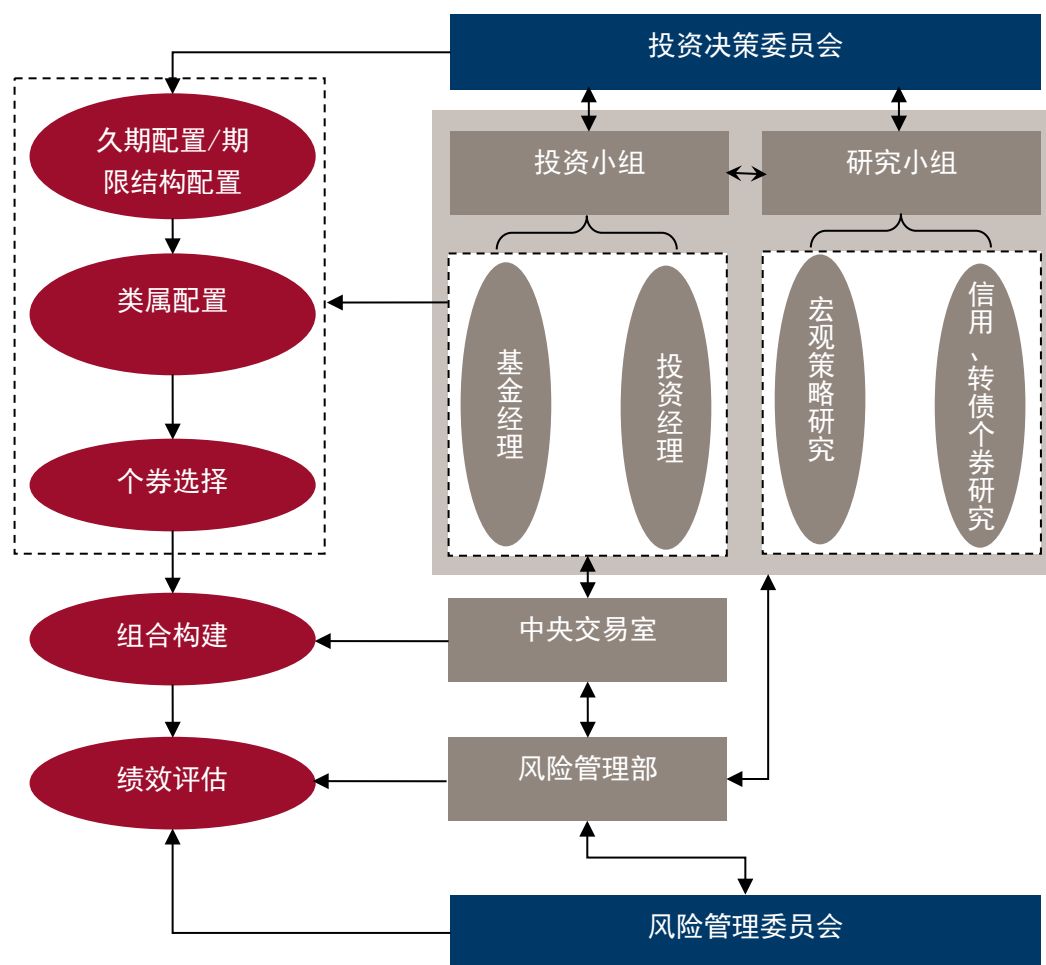 投资决策委员会
久期配置/期
限结构配置
投资小组
研究小组
类属配置
基金经理
投资经理
宏观策略研究
信用、转债个券研究
个券选择
组合构建
中央交易室
绩效评估
风险管理部
风险管理委员会